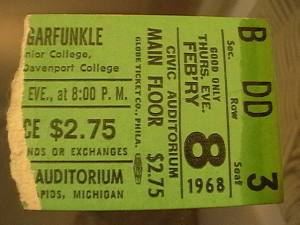 GARFUNKLE
nior College,
Davenport College
EVE., at 8:00 P. M.
CE $2.75
NDS OR EXCHANGES
AUDITORIUM
APIDS, MICHIGAN
GLOBE TICKET CO., PHILA.
MAIN FLOOR $2.75
CIVIC AUDITORIUM
FEB'RY
THURS. EVE.
GOOD ONLY
8
1968
Sec.
B
Row
DD
Seat
3